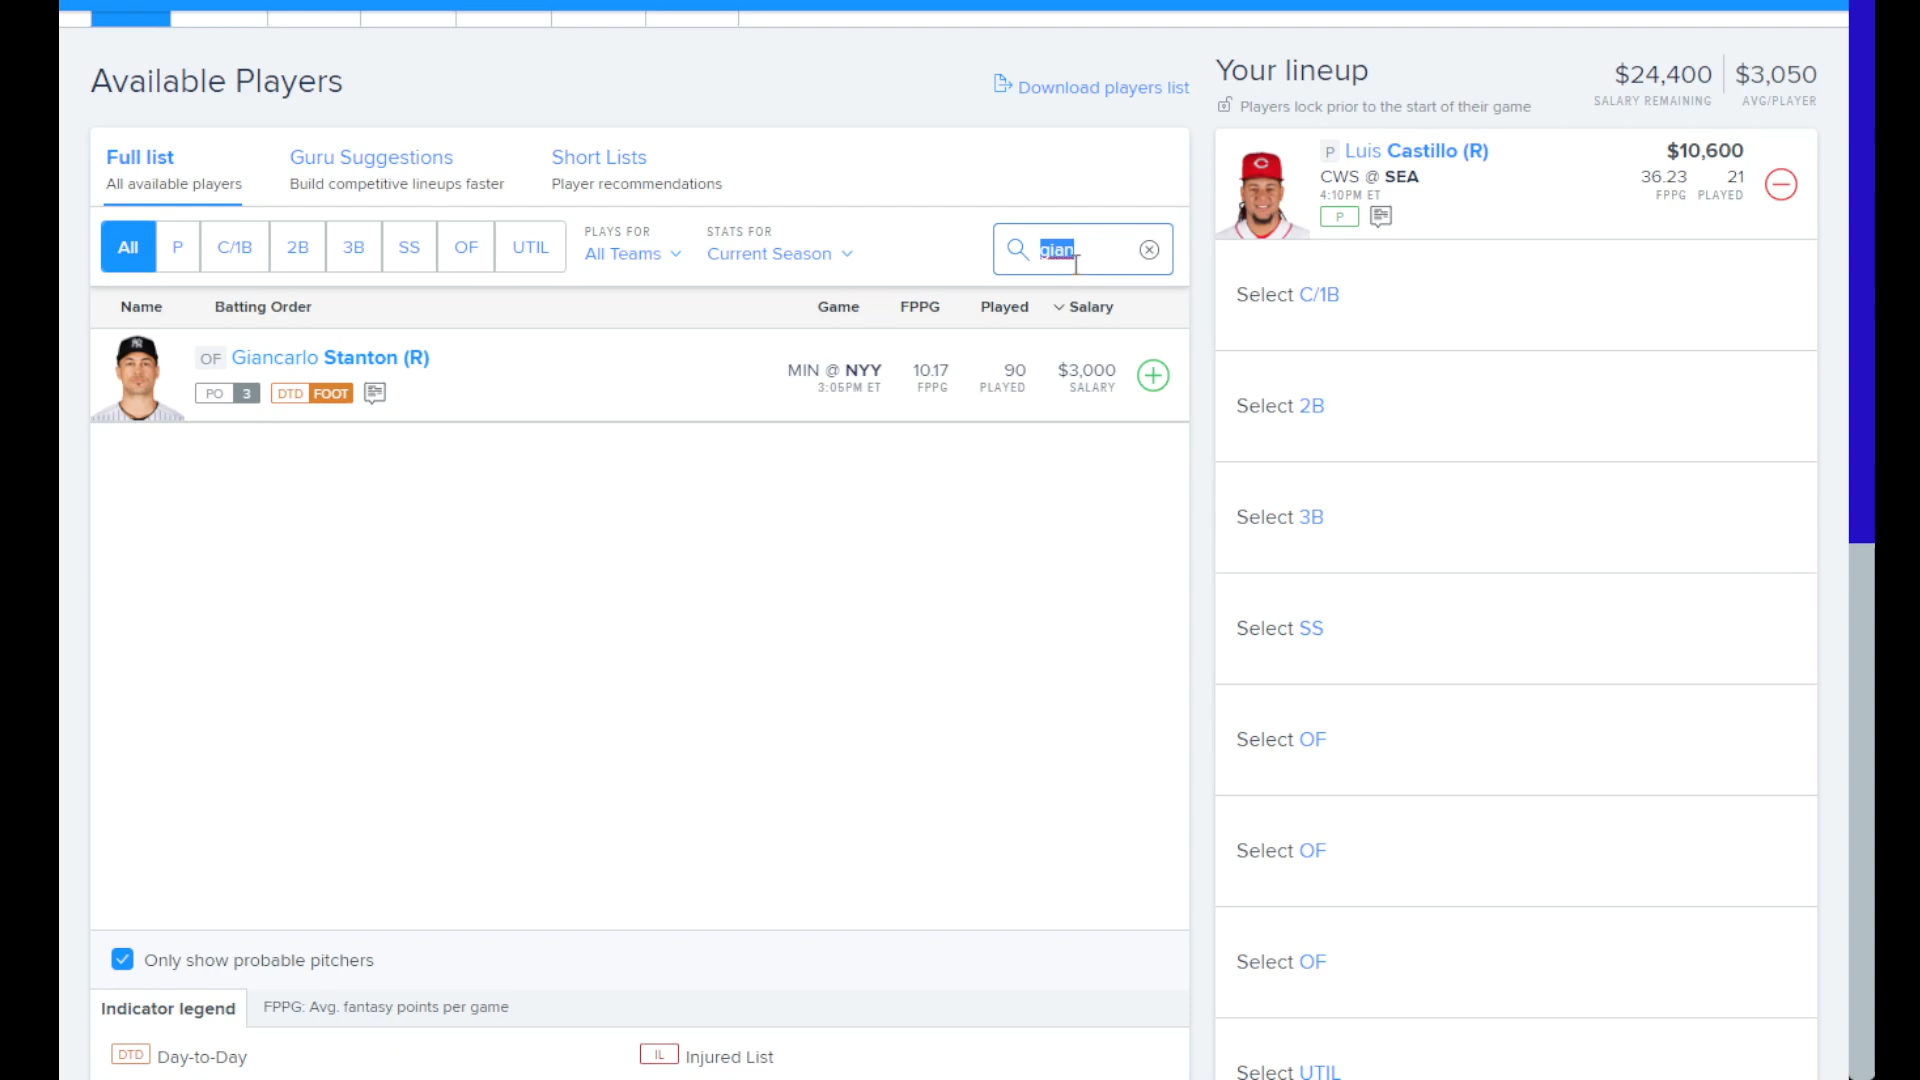 Available Players
Download players list
Full list
All available players
Guru Suggestions
Build competitive lineups faster
Short Lists
Player recommendations
All
P
C/1B
2B
3B
SS
OF
UTIL
PLAYS FOR
All Teams
STATS FOR
Current Season
gian
Name
Batting Order
Game
FPPG
Played
Salary
OF Giancarlo Stanton (R)
PO 3 DTD FOOT
MIN @ NYY
3:05PM ET
10.17
FPPG
90
PLAYED
$3,000
SALARY
Only show probable pitchers
Indicator legend
FPPG: Avg. fantasy points per game
DTD Day-to-Day
IL Injured List
Your lineup
Players lock prior to the start of their game
$24,400
SALARY REMAINING
$3,050
AVG/PLAYER
P Luis Castillo (R)
CWS @ SEA
4:10PM ET
P
$10,600
36.23
FPPG
21
PLAYED
Select C/1B
Select 2B
Select 3B
Select SS
Select OF
Select OF
Select OF
Select UTIL